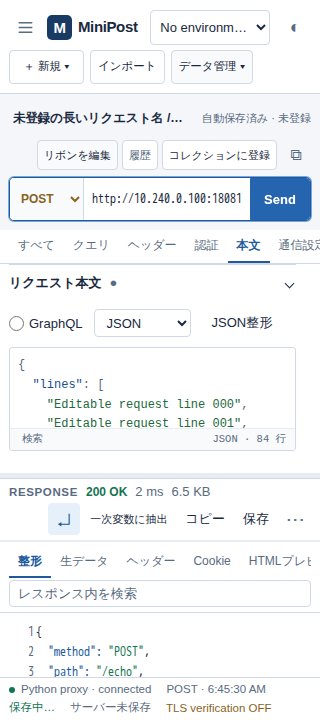 M MiniPost No environm…
+ 新規 ▾ インポート データ管理 ▾
未登録の長いリクエスト名 /… 自動保存済み · 未登録
リボンを編集 履歴 コレクションに登録
POST http://10.240.0.100:18081 Send
すべて クエリ ヘッダー 認証 本文 通信設定
リクエスト本文 ●
GraphQL JSON JSON整形
{
"lines": [
"Editable request line 000",
"Editable request line 001",
検索 JSON · 84 行
RESPONSE 200 OK 2 ms 6.5 KB
一次変数に抽出 コピー 保存 ···
整形 生データ ヘッダー Cookie HTMLプレビ
レスポンス内を検索
1 {
2 "method": "POST",
3 "path": "/echo",
Python proxy · connected POST · 6:45:30 AM
保存中… サーバー未保存 TLS verification OFF